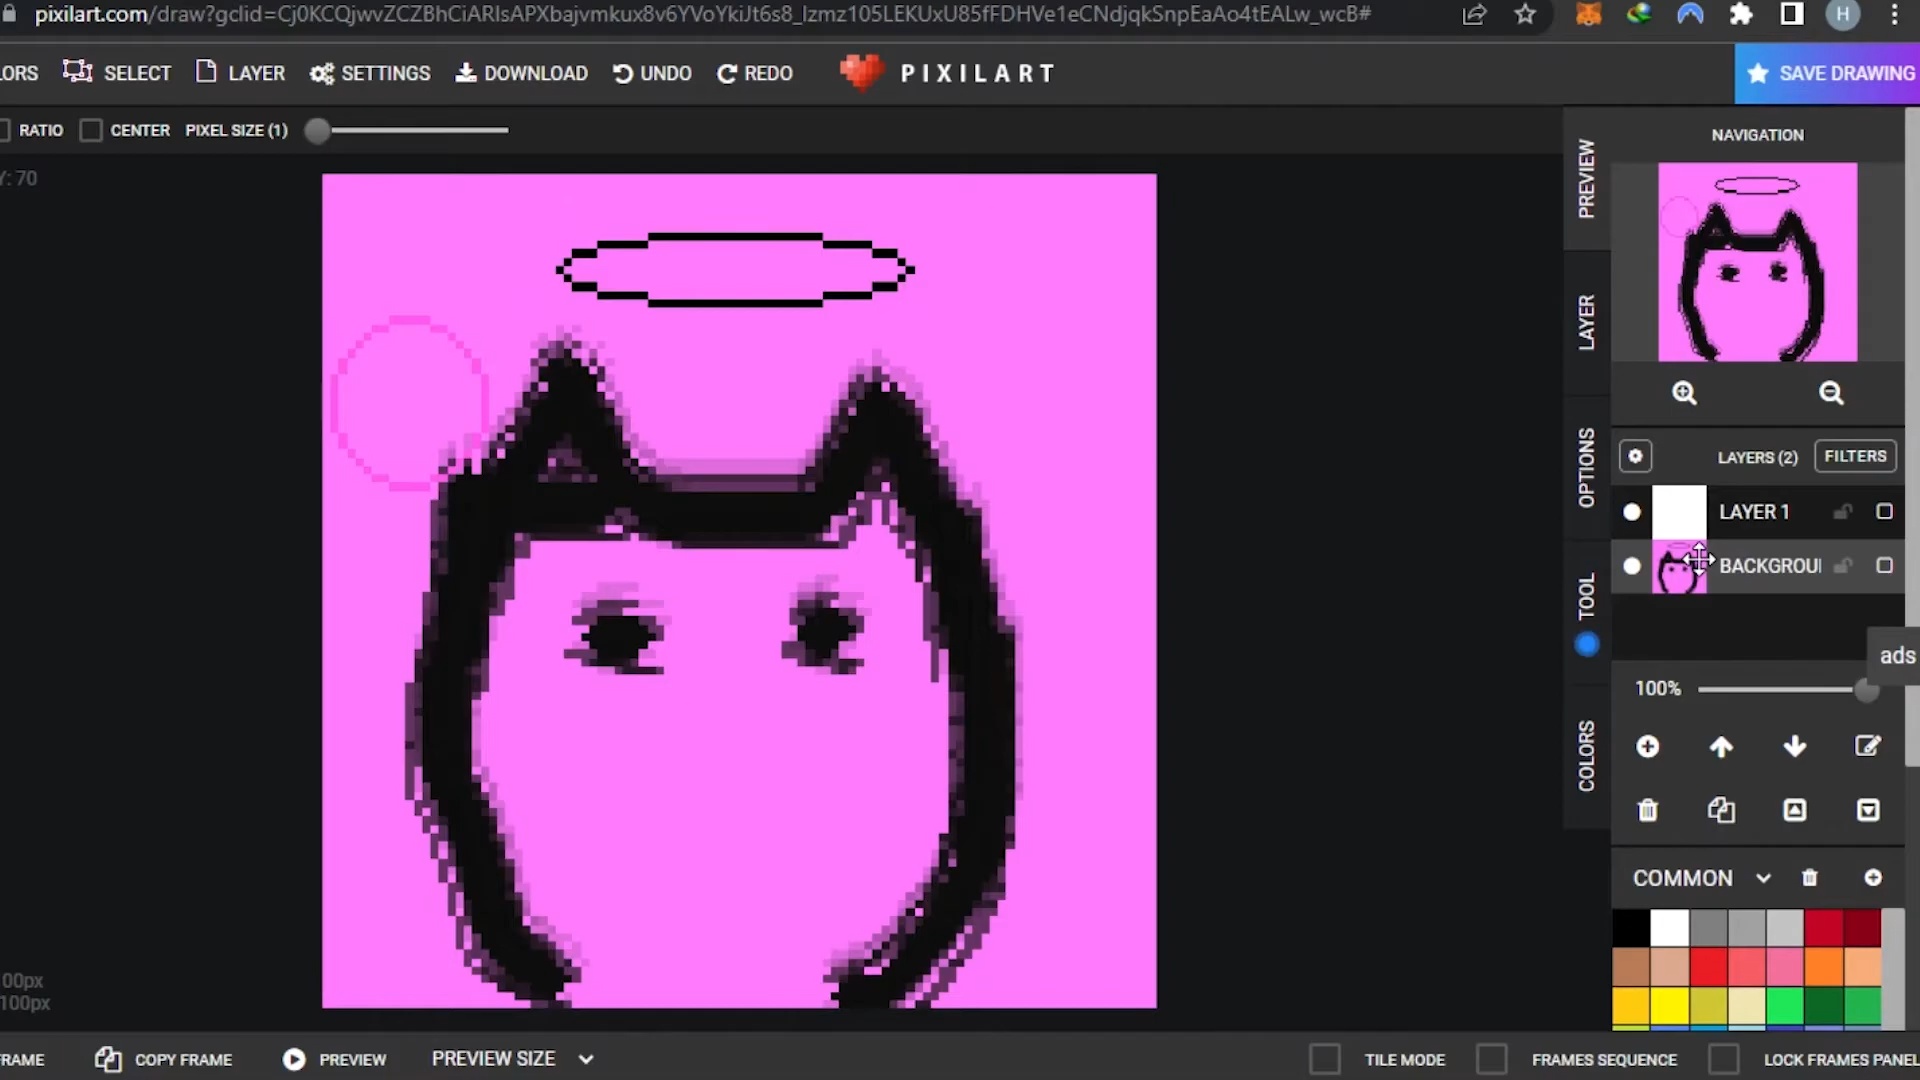 pixilart.com/draw?gclid=Cj0KCQjwvZCZBhCiARIsAPXbajvmkux8v6YVoYkiJt6s8_lzmz105LEKUxU85fFDHVe1eCNdjqkSnpEaAo4tEALw_wcB#
H
ORS
SELECT
LAYER
SETTINGS
DOWNLOAD
UNDO
REDO
PIXILART
SAVE DRAWING
RATIO
CENTER
PIXEL SIZE (1)
Y: 70
PREVIEW
LAYER
OPTIONS
TOOL
COLORS
NAVIGATION
LAYERS (2)
FILTERS
LAYER 1
BACKGROU
ads
100%
COMMON
00px
100px
RAME
COPY FRAME
PREVIEW
PREVIEW SIZE
TILE MODE
FRAMES SEQUENCE
LOCK FRAMES PANEL